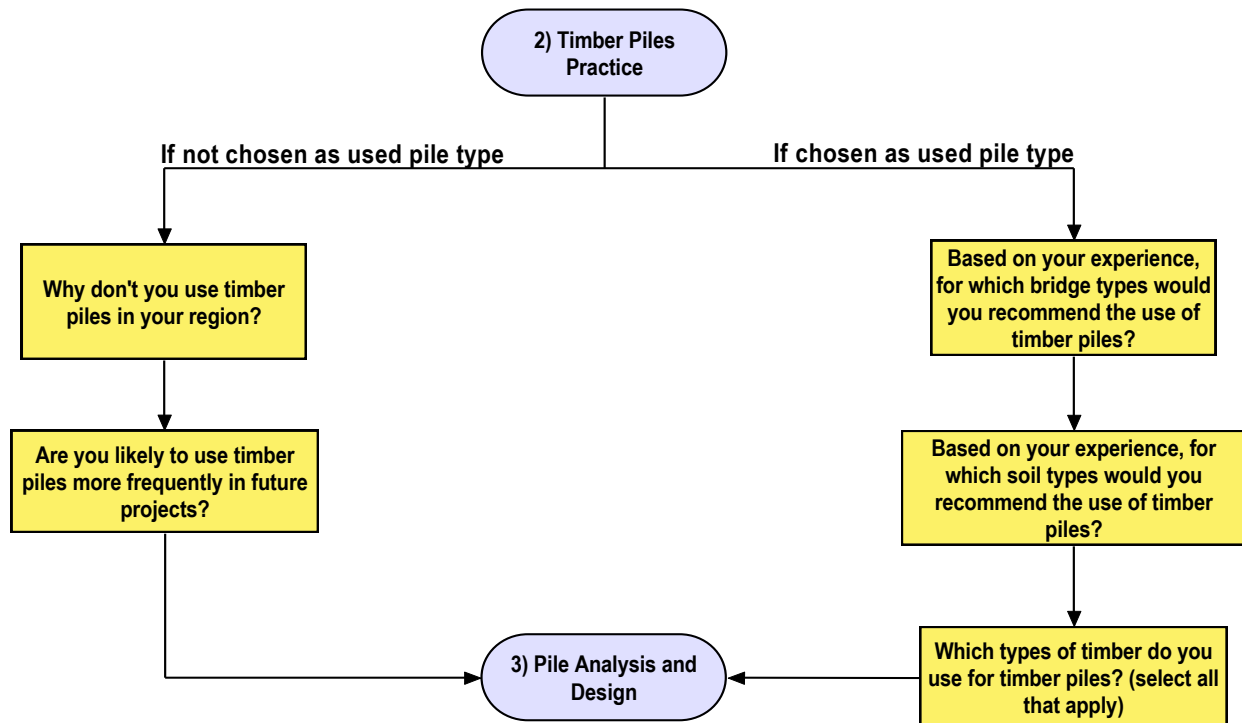 2) Timber Piles
Practice
If not chosen as used pile type
If chosen as used pile type
Why don't you use timber
piles in your region?
Are you likely to use timber
piles more frequently in future
projects?
Based on your experience,
for which bridge types would
you recommend the use of
timber piles?
Based on your experience, for
which soil types would you
recommend the use of timber
piles?
Which types of timber do you
use for timber piles? (select all
that apply)
3) Pile Analysis and
Design